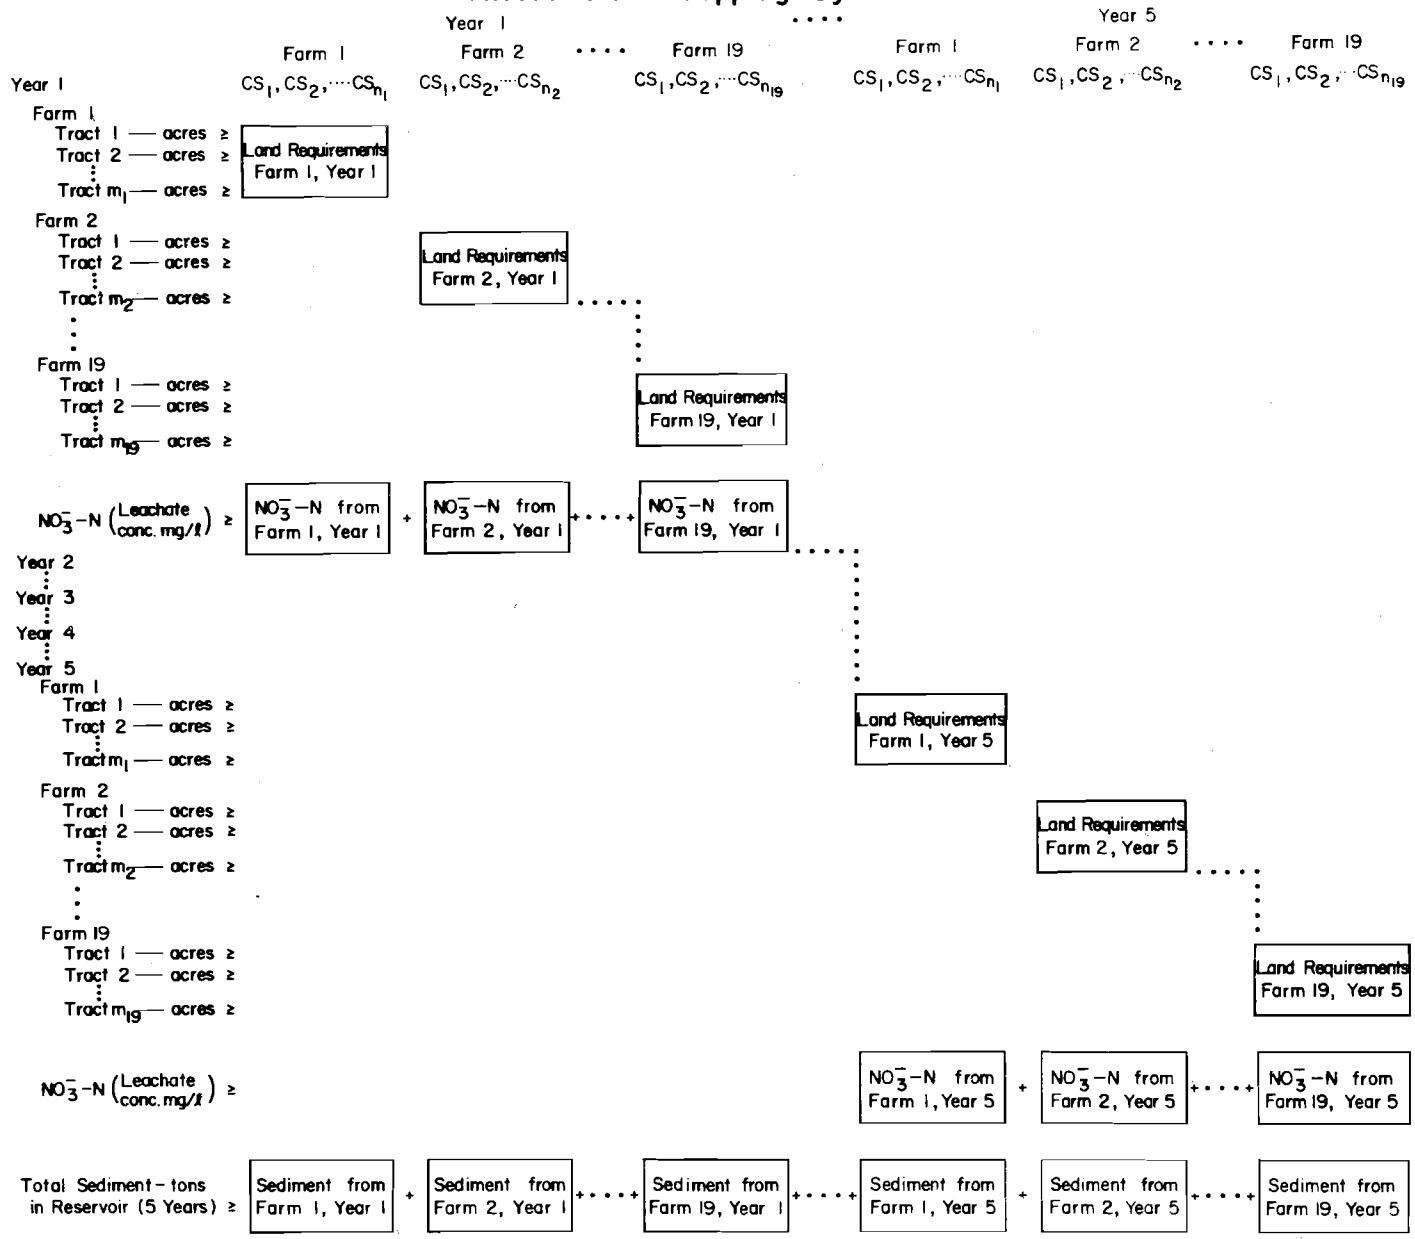 Year 1 .... Year 5
Farm 1 Farm 2 .... Farm 19 Farm 1 Farm 2 .... Farm 19
Year 1 CS₁,CS₂,...CSₙ₁ CS₁,CS₂,...CSₙ₂ CS₁,CS₂,...CSₙ₁₉ CS₁,CS₂,...CSₙ₁ CS₁,CS₂,...CSₙ₂ CS₁,CS₂,...CSₙ₁₉
Farm 1
Tract 1 — acres ≥
Tract 2 — acres ≥
Tract m₁ — acres ≥
Land Requirements
Farm 1, Year 1
Farm 2
Tract 1 — acres ≥
Tract 2 — acres ≥
Tract m₂ — acres ≥
Land Requirements
Farm 2, Year 1
Farm 19
Tract 1 — acres ≥
Tract 2 — acres ≥
Tract m₁₉ — acres ≥
Land Requirements
Farm 19, Year 1
NO₃⁻-N (Leachate conc. mg/ℓ) ≥
NO₃⁻-N from
Farm 1, Year 1
+
NO₃⁻-N from
Farm 2, Year 1
+....+
NO₃⁻-N from
Farm 19, Year 1
Year 2
Year 3
Year 4
Year 5
Farm 1
Tract 1 — acres ≥
Tract 2 — acres ≥
Tract m₁ — acres ≥
Land Requirements
Farm 1, Year 5
Farm 2
Tract 1 — acres ≥
Tract 2 — acres ≥
Tract m₂ — acres ≥
Land Requirements
Farm 2, Year 5
Farm 19
Tract 1 — acres ≥
Tract 2 — acres ≥
Tract m₁₉ — acres ≥
Land Requirements
Farm 19, Year 5
NO₃⁻-N (Leachate conc. mg/ℓ) ≥
NO₃⁻-N from
Farm 1, Year 5
+
NO₃⁻-N from
Farm 2, Year 5
+....+
NO₃⁻-N from
Farm 19, Year 5
Total Sediment-tons
in Reservoir (5 Years) ≥
Sediment from
Farm 1, Year 1
+
Sediment from
Farm 2, Year 1
+....+
Sediment from
Farm 19, Year 1
+....+
Sediment from
Farm 1, Year 5
+
Sediment from
Farm 2, Year 5
+....+
Sediment from
Farm 19, Year 5